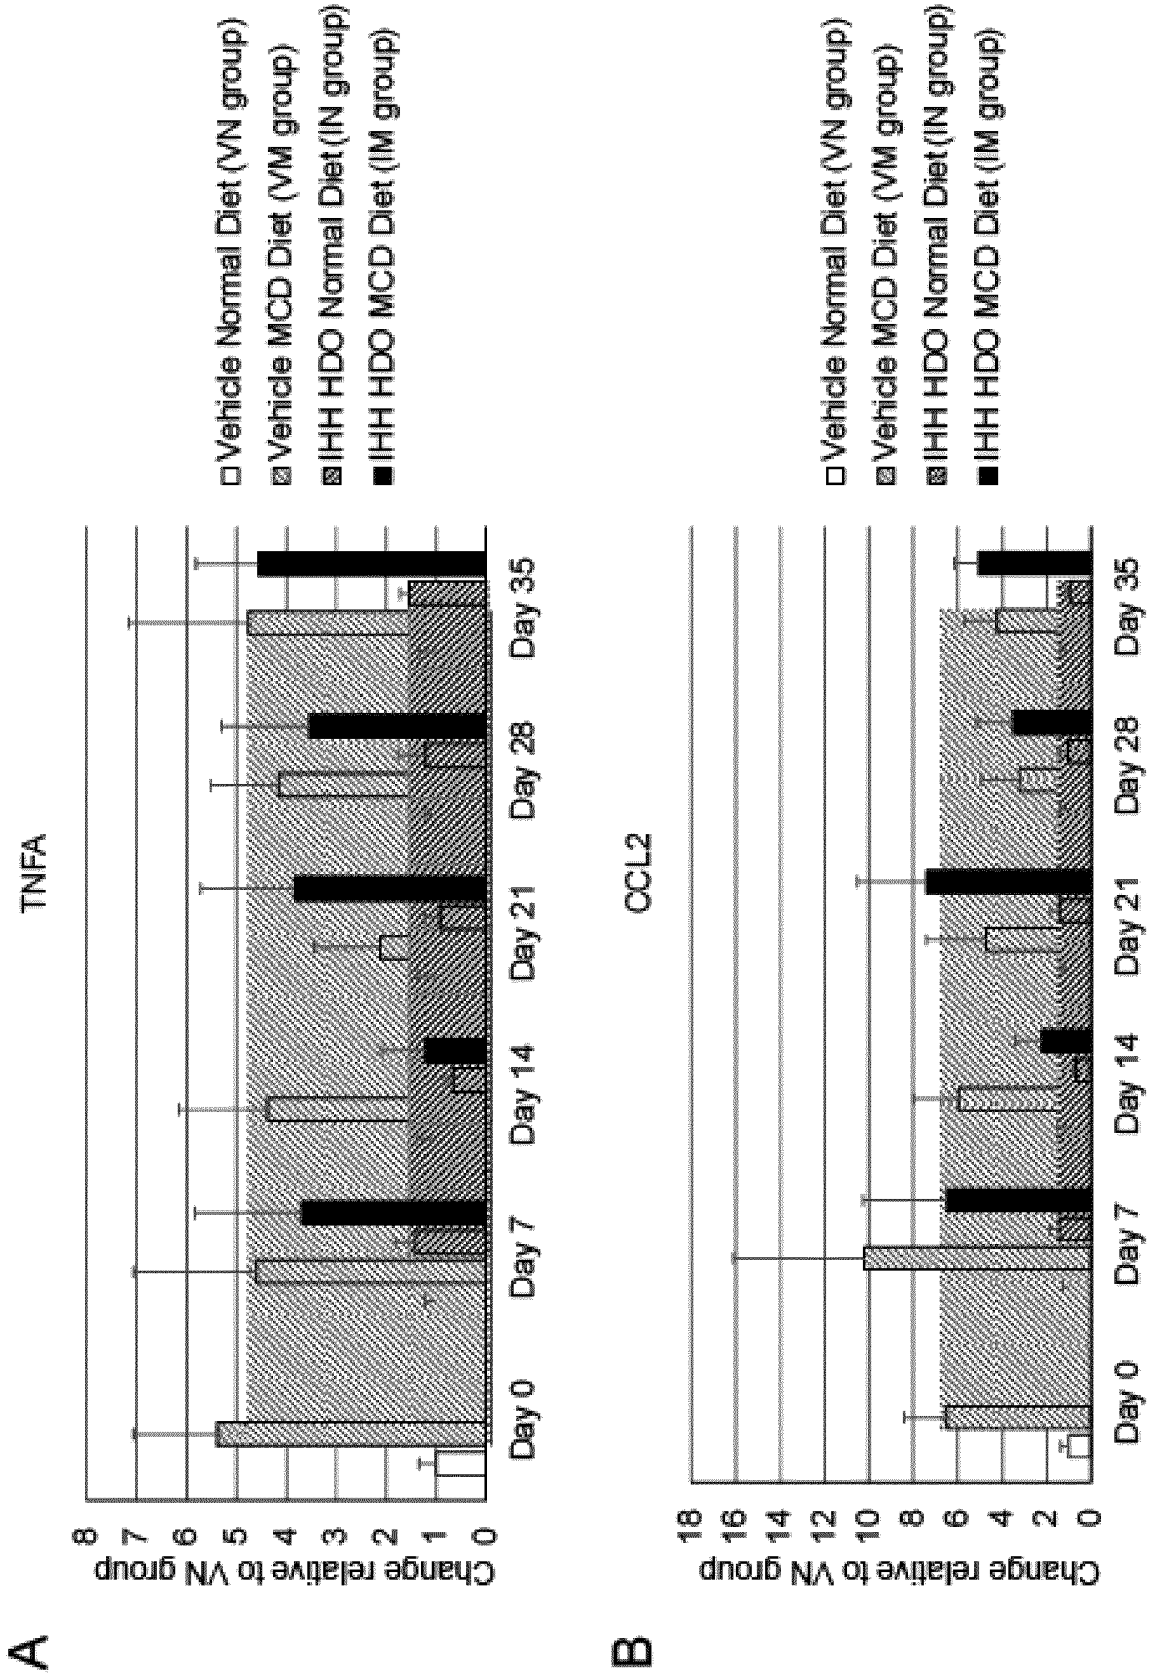 A
TNFA
Change relative to VN group
8
7
6
5
4
3
2
1
0
Day 0
Day 7
Day 14
Day 21
Day 28
Day 35
Vehicle Normal Diet (VN group)
Vehicle MCD Diet (VM group)
IHH HDO Normal Diet (IN group)
IHH HDO MCD Diet (IM group)
B
CCL2
Change relative to VN group
18
16
14
12
10
8
6
4
2
0
Day 0
Day 7
Day 14
Day 21
Day 28
Day 35
Vehicle Normal Diet (VN group)
Vehicle MCD Diet (VM group)
IHH HDO Normal Diet(IN group)
IHH HDO MCD Diet (IM group)